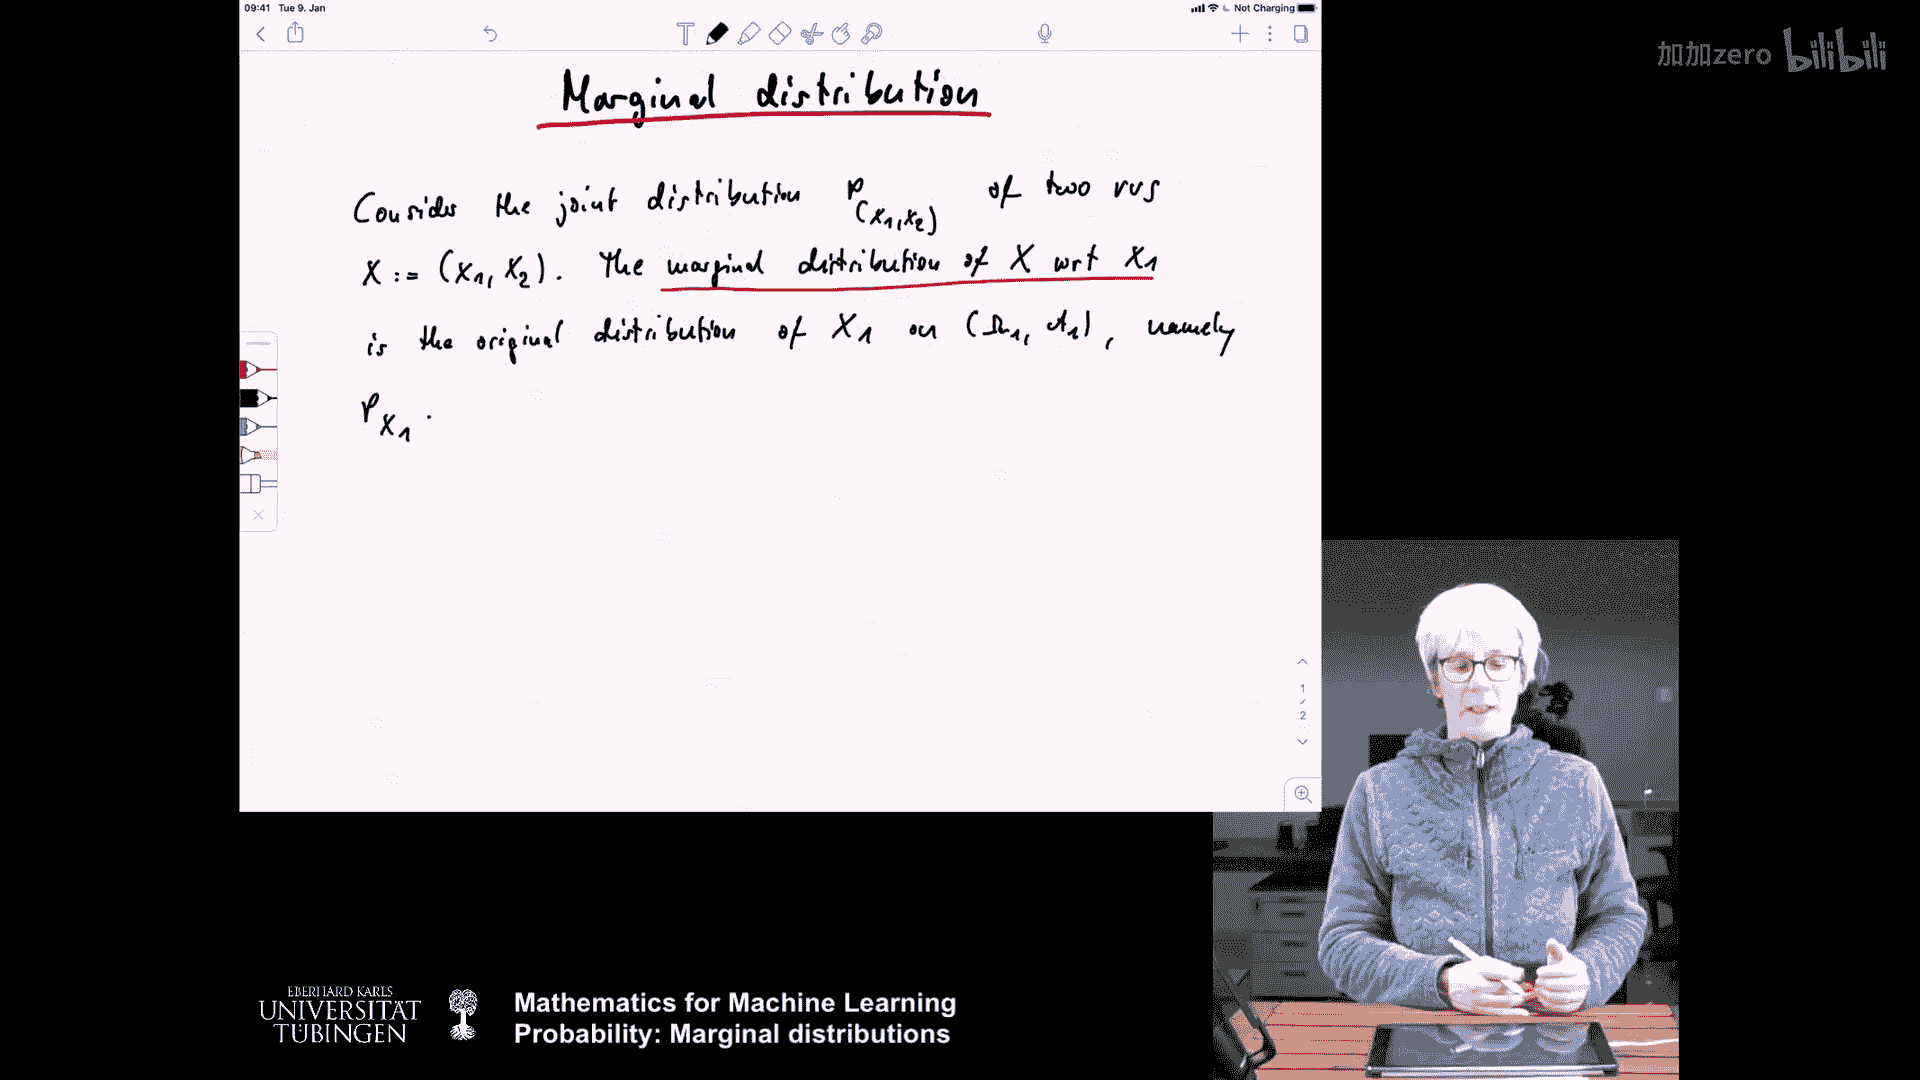 09:41 Tue 9. Jan
Not Charging
加加zero bilibili
Marginal distribution
Consider the joint distribution P(X1,X2) of two rvs
X := (X1, X2). The marginal distribution of X wrt X1
is the original distribution of X1 on (Ω1, A1), namely
PX1.
1
/
2
EBERHARD KARLS
UNIVERSITÄT
TÜBINGEN
Mathematics for Machine Learning
Probability: Marginal distributions